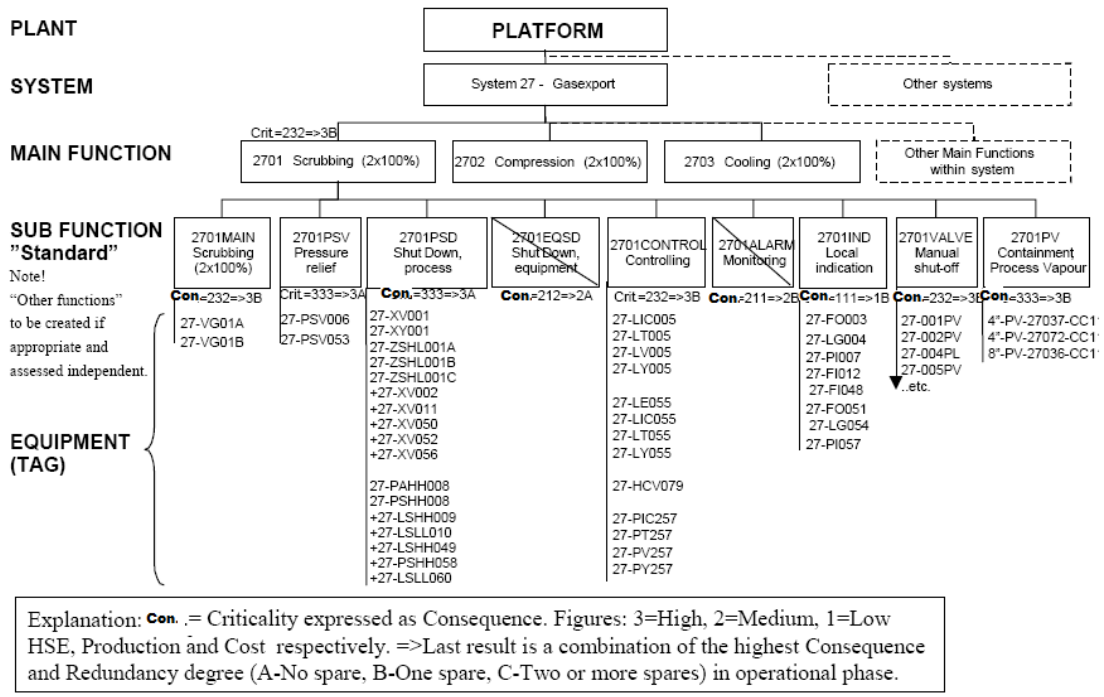 PLANT
PLATFORM
SYSTEM
System 27 - Gasexport
Other systems
Crit.=232=>3B
MAIN FUNCTION
2701 Scrubbing (2x100%)
2702 Compression (2x100%)
2703 Cooling (2x100%)
Other Main Functions
within system
SUB FUNCTION
"Standard"
Note!
"Other functions"
to be created if
appropriate and
assessed independent.
2701MAIN
Scrubbing
(2x100%)
Con.=232=>3B
27-VG01A
27-VG01B
2701PSV
Pressure
relief
Crit=333=>3A
27-PSV006
27-PSV053
2701PSD
Shut Down,
process
Con.=333=>3A
27-XV001
27-XY001
27-ZSHL001A
27-ZSHL001B
27-ZSHL001C
+27-XV002
+27-XV011
+27-XV050
+27-XV052
+27-XV056
27-PAHH008
27-PSHH008
+27-LSHH009
+27-LSLL010
+27-LSHH049
+27-PSHH058
+27-LSLL060
2701EQSD
Shut Down,
equipment
Con.=212=>2A
2701CONTROL
Controlling
Crit=232=>3B
27-LIC005
27-LT005
27-LV005
27-LY005
27-LE055
27-LIC055
27-LT055
27-LY055
27-HCV079
27-PIC257
27-PT257
27-PV257
27-PY257
2701ALARM
Monitoring
Con.=211=>2B
2701IND
Local
indication
Con.=111=>1B
27-FO003
27-LG004
27-PI007
27-FI012
27-FI048
27-FO051
27-LG054
27-PI057
2701VALVE
Manual
shut-off
Con.=232=>3B
27-001PV
27-002PV
27-004PL
27-005PV
..etc.
2701PV
Containment
Process Vapour
Con.=333=>3B
4"-PV-27037-CC11
4"-PV-27072-CC11
8"-PV-27036-CC11
EQUIPMENT
(TAG)
Explanation: Con. .= Criticality expressed as Consequence. Figures: 3=High, 2=Medium, 1=Low
HSE, Production and Cost respectively. =>Last result is a combination of the highest Consequence
and Redundancy degree (A-No spare, B-One spare, C-Two or more spares) in operational phase.